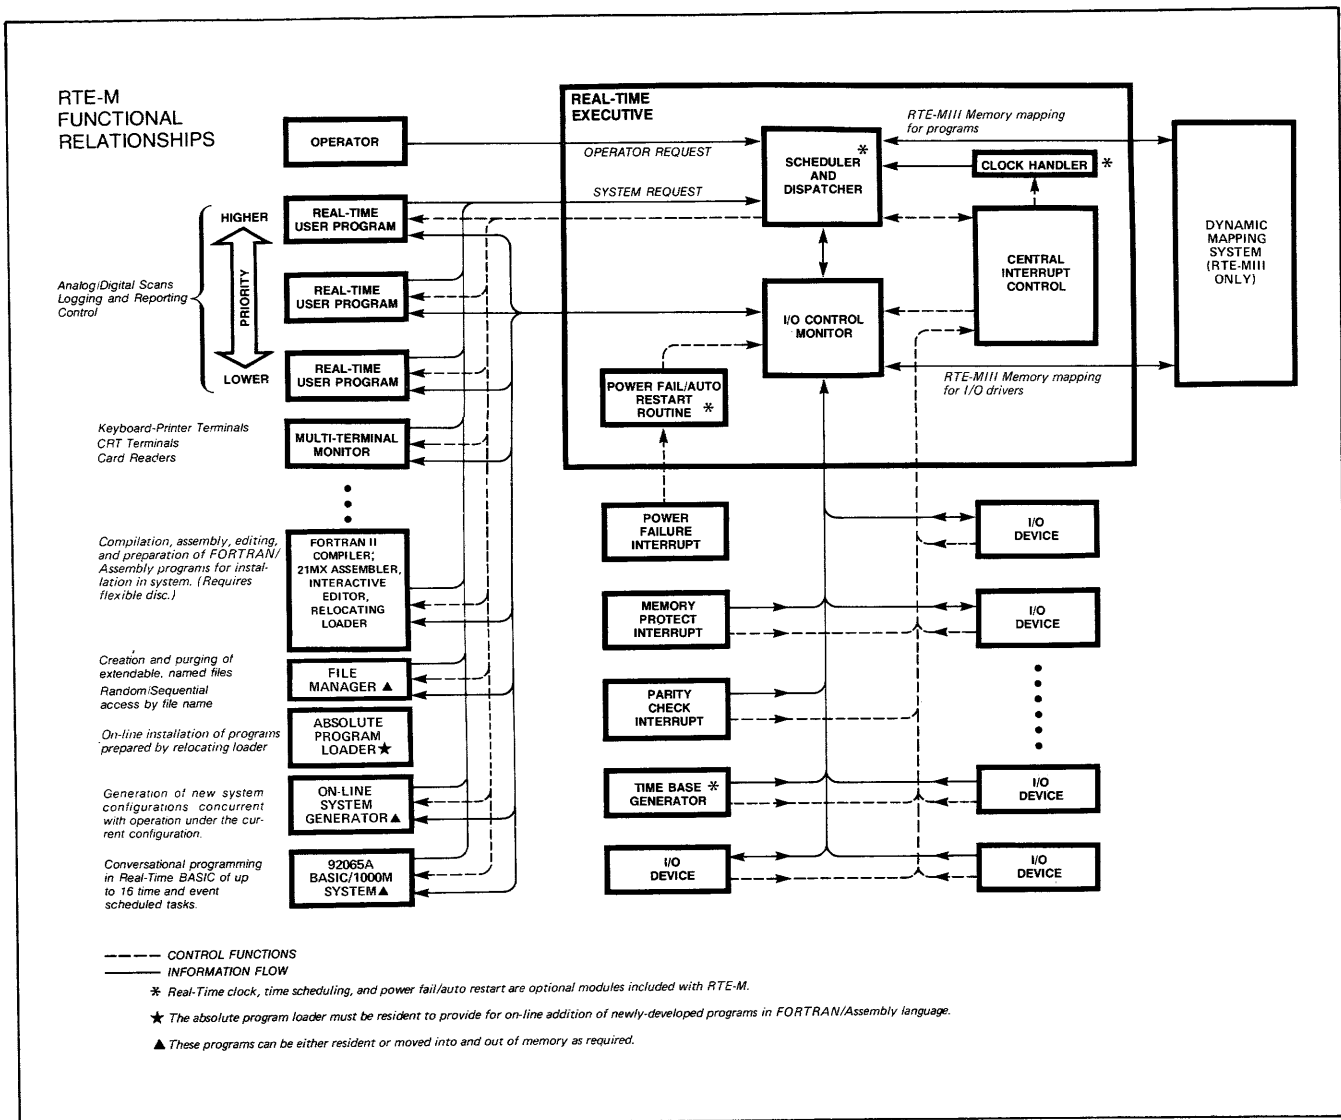 RTE-M
FUNCTIONAL
RELATIONSHIPS
OPERATOR
HIGHER
PRIORITY
LOWER
Analog/Digital Scans
Logging and Reporting
Control
REAL-TIME
USER PROGRAM
REAL-TIME
USER PROGRAM
REAL-TIME
USER PROGRAM
Keyboard-Printer Terminals
CRT Terminals
Card Readers
MULTI-TERMINAL
MONITOR
Compilation, assembly, editing,
and preparation of FORTRAN/
Assembly programs for instal-
lation in system. (Requires
flexible disc.)
FORTRAN II
COMPILER;
21MX ASSEMBLER,
INTERACTIVE
EDITOR,
RELOCATING
LOADER
Creation and purging of
extendable, named files
Random/Sequential
access by file name
FILE
MANAGER ▲
On-line installation of programs
prepared by relocating loader
ABSOLUTE
PROGRAM
LOADER ★
Generation of new system
configurations concurrent
with operation under the cur-
rent configuration.
ON-LINE
SYSTEM
GENERATOR ▲
Conversational programming
in Real-Time BASIC of up
to 16 time and event
scheduled tasks.
92065A
BASIC/1000M
SYSTEM ▲
REAL-TIME
EXECUTIVE
OPERATOR REQUEST
SYSTEM REQUEST
SCHEDULER *
AND
DISPATCHER
RTE-MIII Memory mapping
for programs
CLOCK HANDLER *
CENTRAL
INTERRUPT
CONTROL
I/O CONTROL
MONITOR
POWER FAIL/AUTO
RESTART
ROUTINE *
RTE-MIII Memory mapping
for I/O drivers
DYNAMIC
MAPPING
SYSTEM
(RTE-MIII
ONLY)
POWER
FAILURE
INTERRUPT
MEMORY
PROTECT
INTERRUPT
PARITY
CHECK
INTERRUPT
TIME BASE *
GENERATOR
I/O
DEVICE
I/O
DEVICE
I/O
DEVICE
I/O
DEVICE
I/O
DEVICE
CONTROL FUNCTIONS
INFORMATION FLOW
* Real-Time clock, time scheduling, and power fail/auto restart are optional modules included with RTE-M.
★ The absolute program loader must be resident to provide for on-line addition of newly-developed programs in FORTRAN/Assembly language.
▲ These programs can be either resident or moved into and out of memory as required.